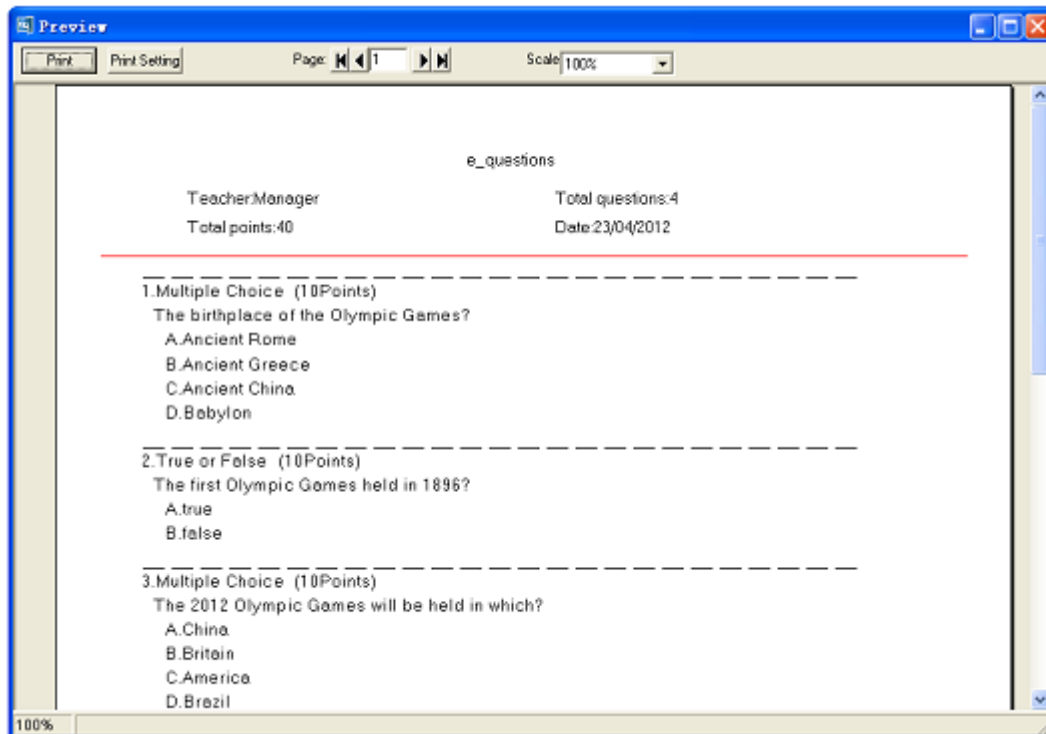 Preview
Print Print Setting Page: 1 Scale 100%
e_questions
Teacher:Manager Total questions:4
Total points:40 Date:23/04/2012
1.Multiple Choice (10Points)
The birthplace of the Olympic Games?
A.Ancient Rome
B.Ancient Greece
C.Ancient China
D.Babylon
2.True or False (10Points)
The first Olympic Games held in 1896?
A.true
B.false
3.Multiple Choice (10Points)
The 2012 Olympic Games will be held in which?
A.China
B.Britain
C.America
D.Brazil
100%